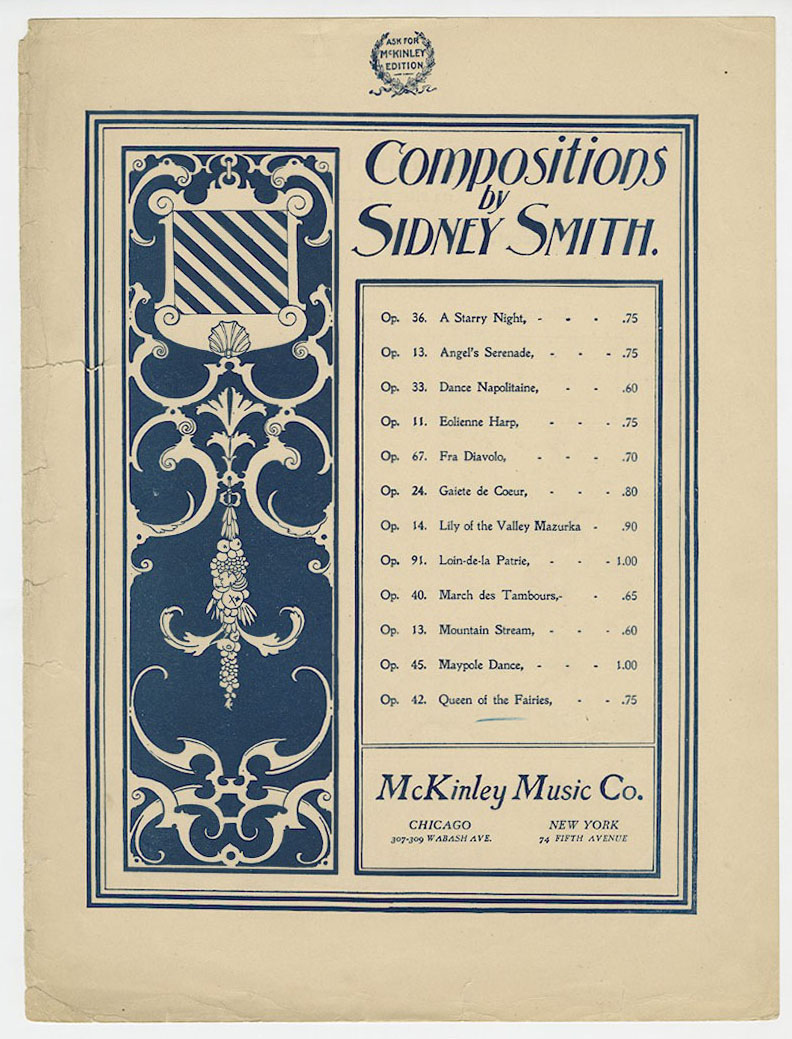 ASK FOR
McKINLEY
EDITION
Compositions
by
SIDNEY SMITH.
Op. 36. A Starry Night, - - - .75
Op. 13. Angel's Serenade, - - - .75
Op. 33. Dance Napolitaine, - - .60
Op. 11. Eolienne Harp, - - - .75
Op. 67. Fra Diavolo, - - - .70
Op. 24. Gaiete de Coeur, - - - .80
Op. 14. Lily of the Valley Mazurka - .90
Op. 91. Loin-de-la Patrie, - - - 1.00
Op. 40. March des Tambours,- - .65
Op. 13. Mountain Stream, - - - .60
Op. 45. Maypole Dance, - - - 1.00
Op. 42. Queen of the Fairies, - - .75
McKinley Music Co.
CHICAGO NEW YORK
307-309 WABASH AVE. 74 FIFTH AVENUE